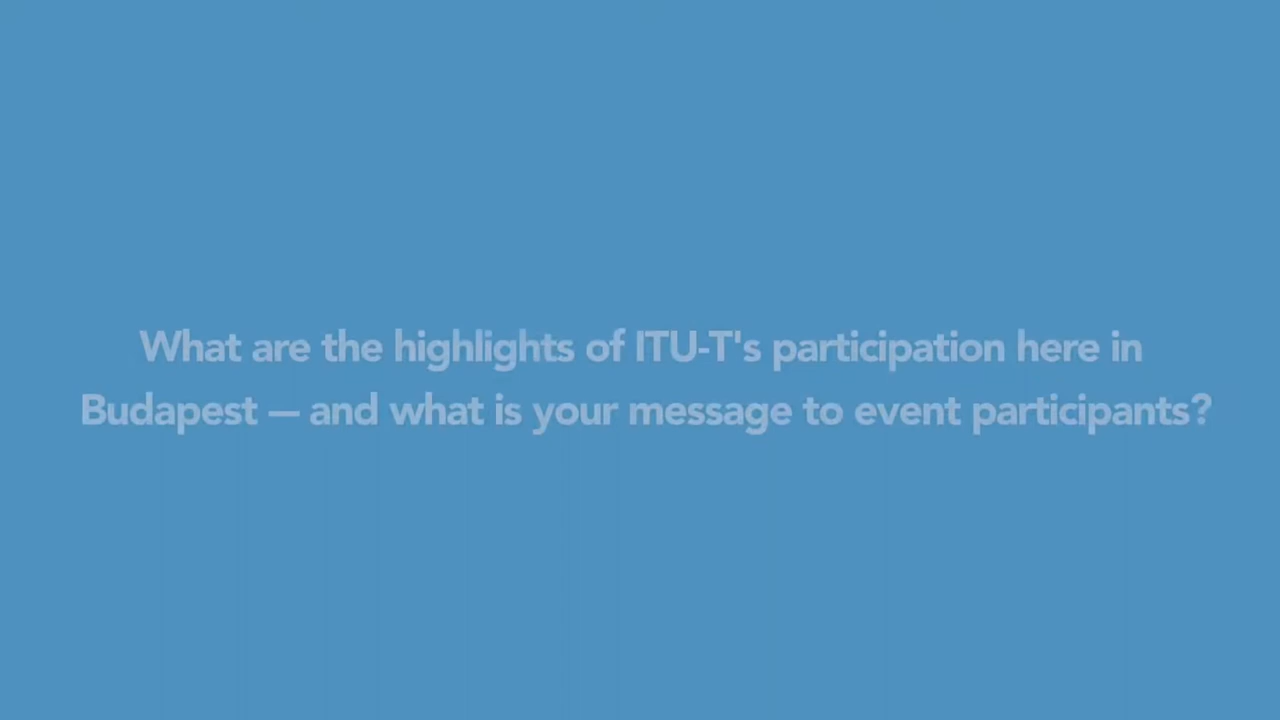 What are the highlights of ITU-T's participation here in
Budapest — and what is your message to event participants?